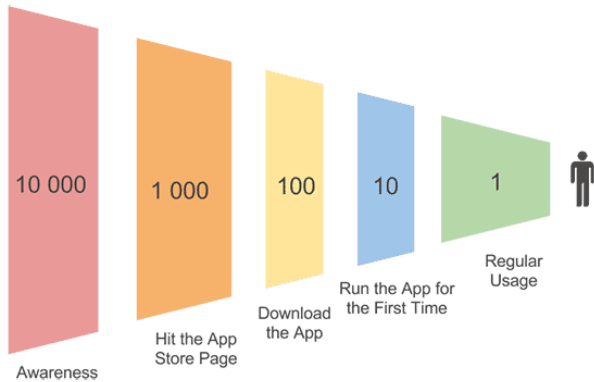 10 000
1 000
100
10
1
Awareness
Hit the App
Store Page
Download
the App
Run the App for
the First Time
Regular
Usage